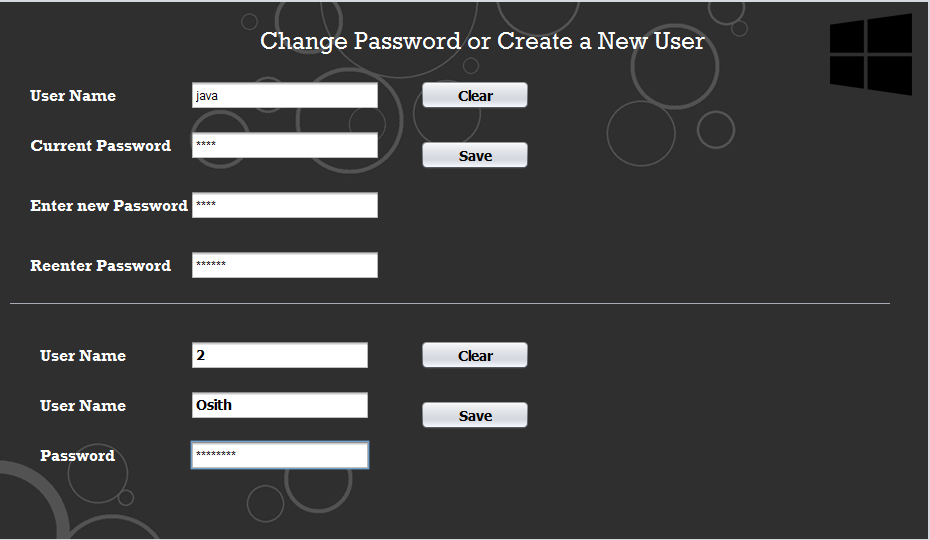 Change Password or Create a New User
User Name java Clear
Current Password **** Save
Enter new Password ****
Reenter Password ******
User Name 2 Clear
User Name Osith Save
Password ********